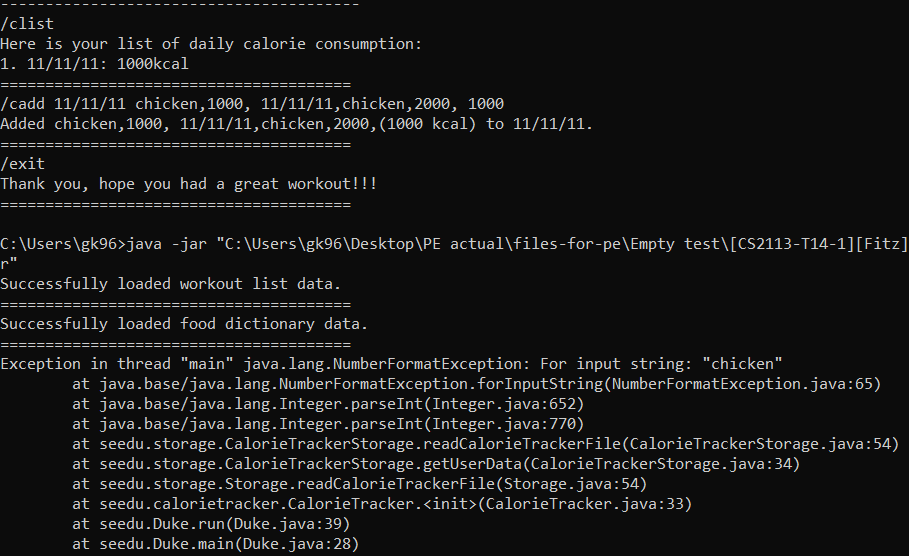 ---------------------------------------
/clist
Here is your list of daily calorie consumption:
1. 11/11/11: 1000kcal
=======================================
/cadd 11/11/11 chicken,1000, 11/11/11,chicken,2000, 1000
Added chicken,1000, 11/11/11,chicken,2000,(1000 kcal) to 11/11/11.
=======================================
/exit
Thank you, hope you had a great workout!!!
=======================================
C:\Users\gk96>java -jar "C:\Users\gk96\Desktop\PE actual\files-for-pe\Empty test\[CS2113-T14-1][Fitz]
r"
Successfully loaded workout list data.
=======================================
Successfully loaded food dictionary data.
=======================================
Exception in thread "main" java.lang.NumberFormatException: For input string: "chicken"
        at java.base/java.lang.NumberFormatException.forInputString(NumberFormatException.java:65)
        at java.base/java.lang.Integer.parseInt(Integer.java:652)
        at java.base/java.lang.Integer.parseInt(Integer.java:770)
        at seedu.storage.CalorieTrackerStorage.readCalorieTrackerFile(CalorieTrackerStorage.java:54)
        at seedu.storage.CalorieTrackerStorage.getUserData(CalorieTrackerStorage.java:34)
        at seedu.storage.Storage.readCalorieTrackerFile(Storage.java:54)
        at seedu.calorietracker.CalorieTracker.<init>(CalorieTracker.java:33)
        at seedu.Duke.run(Duke.java:39)
        at seedu.Duke.main(Duke.java:28)